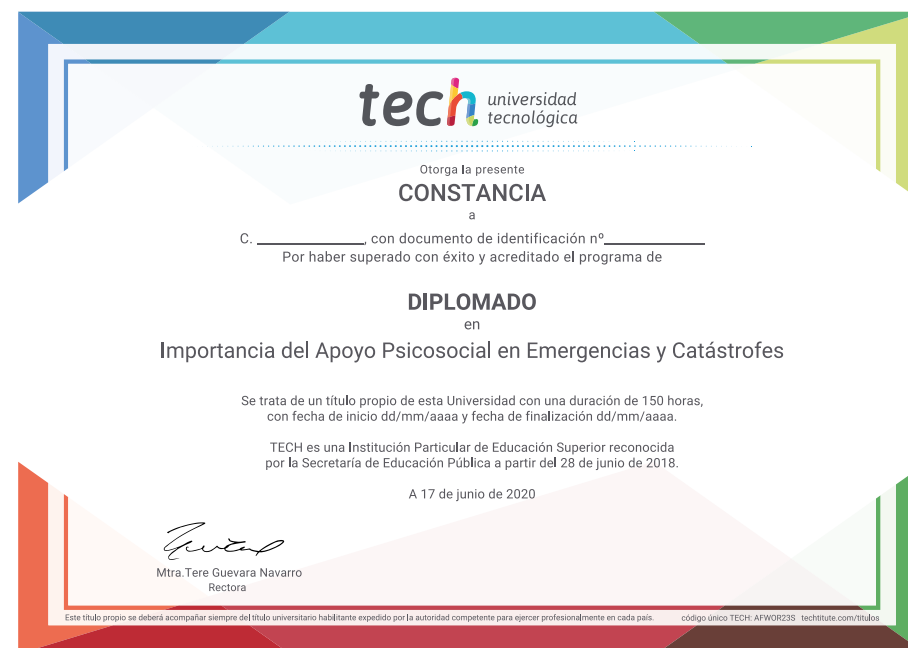 tech universidad
tecnológica
Otorga la presente
CONSTANCIA
a
C. ____________, con documento de identificación nº____________
Por haber superado con éxito y acreditado el programa de
DIPLOMADO
en
Importancia del Apoyo Psicosocial en Emergencias y Catástrofes
Se trata de un título propio de esta Universidad con una duración de 150 horas,
con fecha de inicio dd/mm/aaaa y fecha de finalización dd/mm/aaaa.
TECH es una Institución Particular de Educación Superior reconocida
por la Secretaría de Educación Pública a partir del 28 de junio de 2018.
A 17 de junio de 2020
Mtra.Tere Guevara Navarro
Rectora
Este título propio se deberá acompañar siempre del título universitario habilitante expedido por la autoridad competente para ejercer profesionalmente en cada país. código único TECH: AFWOR23S techtitute.com/titulos